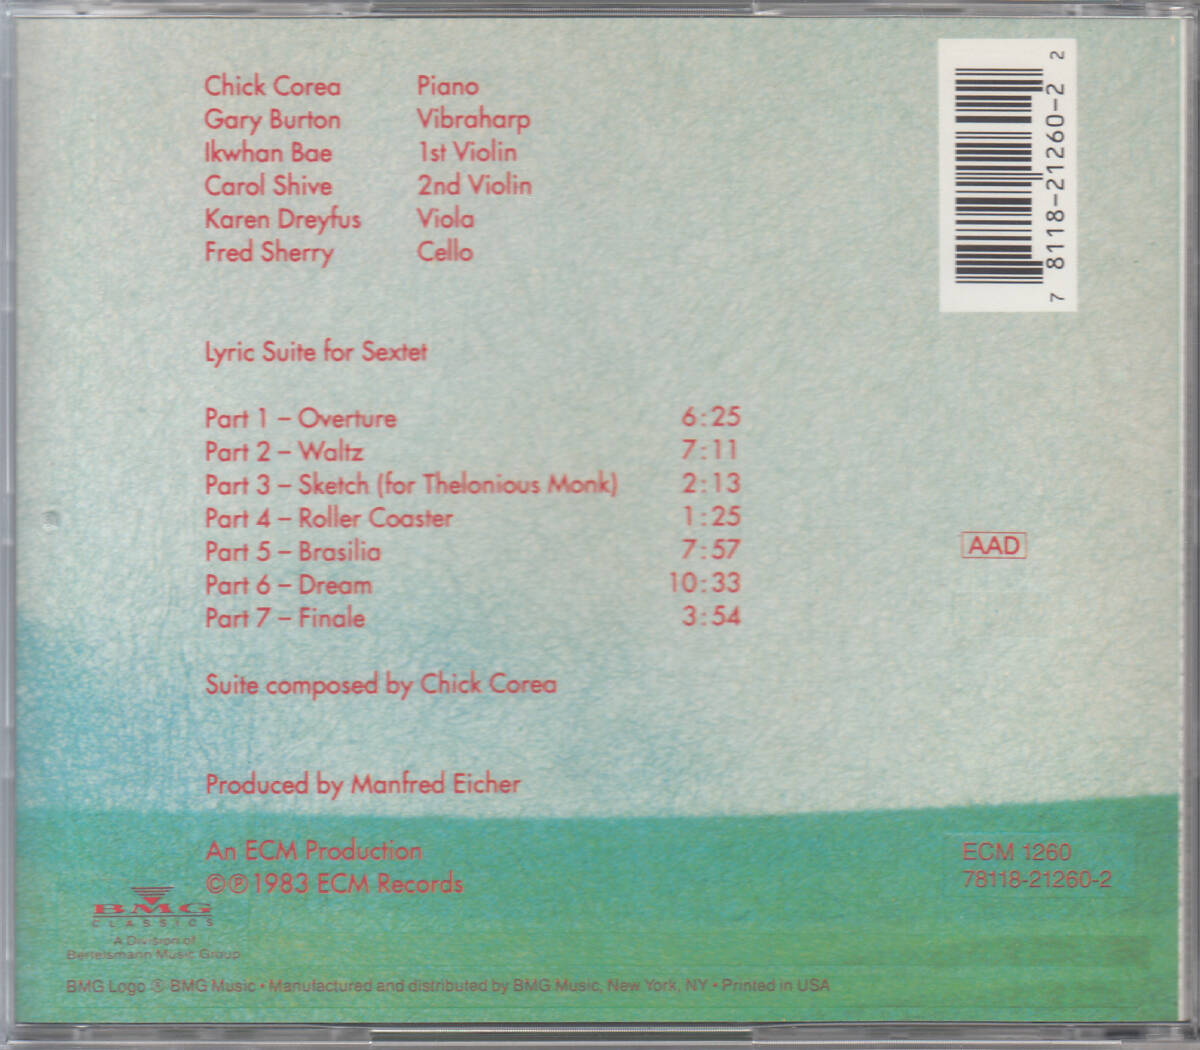 Chick Corea Piano
Gary Burton Vibraharp
Ikwhan Bae 1st Violin
Carol Shive 2nd Violin
Karen Dreyfus Viola
Fred Sherry Cello
7 8118-21260-2 2
Lyric Suite for Sextet
Part 1 – Overture 6:25
Part 2 – Waltz 7:11
Part 3 – Sketch (for Thelonious Monk) 2:13
Part 4 – Roller Coaster 1:25
Part 5 – Brasilia 7:57
Part 6 – Dream 10:33
Part 7 – Finale 3:54
AAD
Suite composed by Chick Corea
Produced by Manfred Eicher
An ECM Production
©℗1983 ECM Records
ECM 1260
78118-21260-2
BMG
CLASSICS
A Division of
Bertelsmann Music Group
BMG Logo ® BMG Music • Manufactured and distributed by BMG Music, New York, NY • Printed in USA